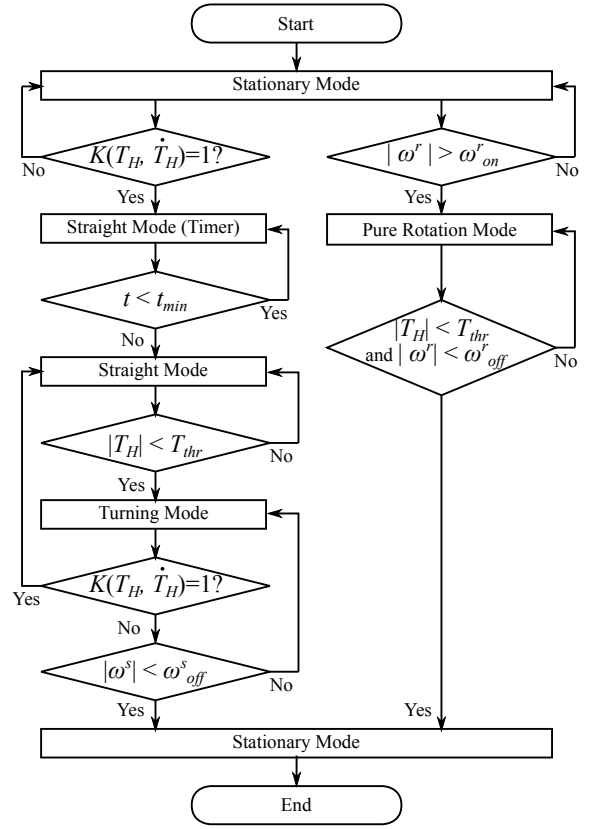 Start
Stationary Mode
K(T_H, Ṫ_H)=1?
No
Yes
| ω^r | > ω^r_on
No
Yes
Straight Mode (Timer)
Pure Rotation Mode
t < t_min
Yes
No
|T_H| < T_thr
and | ω^r| < ω^r_off
No
Straight Mode
|T_H| < T_thr
No
Yes
Turning Mode
K(T_H, Ṫ_H)=1?
Yes
No
|ω^s| < ω^s_off
No
Yes
Yes
Stationary Mode
End